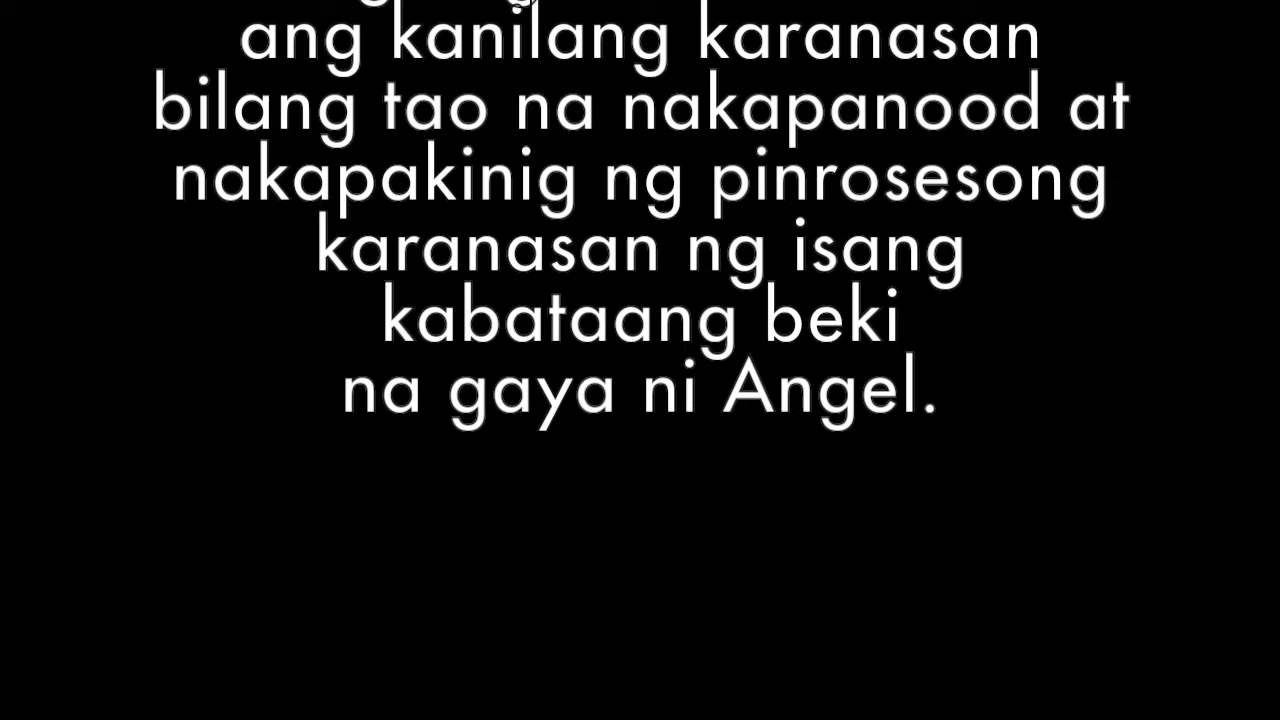 ang kanilang karanasan
bilang tao na nakapanood at
nakapakinig ng pinrosesong
karanasan ng isang
kabataang beki
na gaya ni Angel.